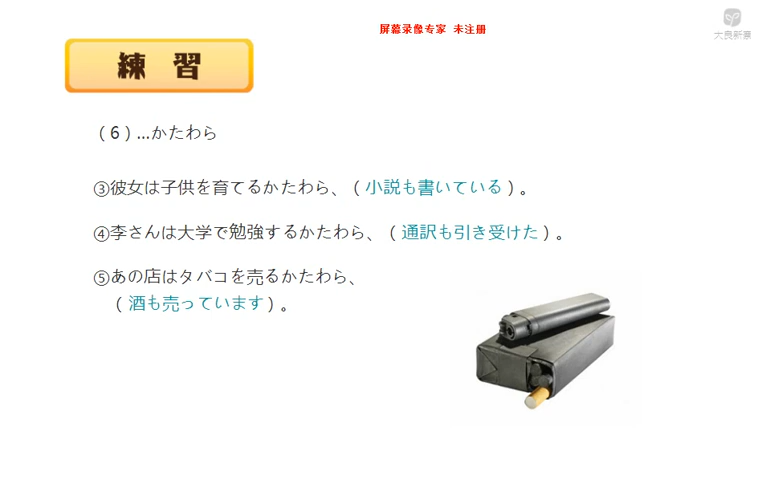 屏幕录像专家 未注册
大良新景
練 習
(6)…かたわら
③彼女は子供を育てるかたわら、(小説も書いている)。
④李さんは大学で勉強するかたわら、(通訳も引き受けた)。
⑤あの店はタバコを売るかたわら、
(酒も売っています)。